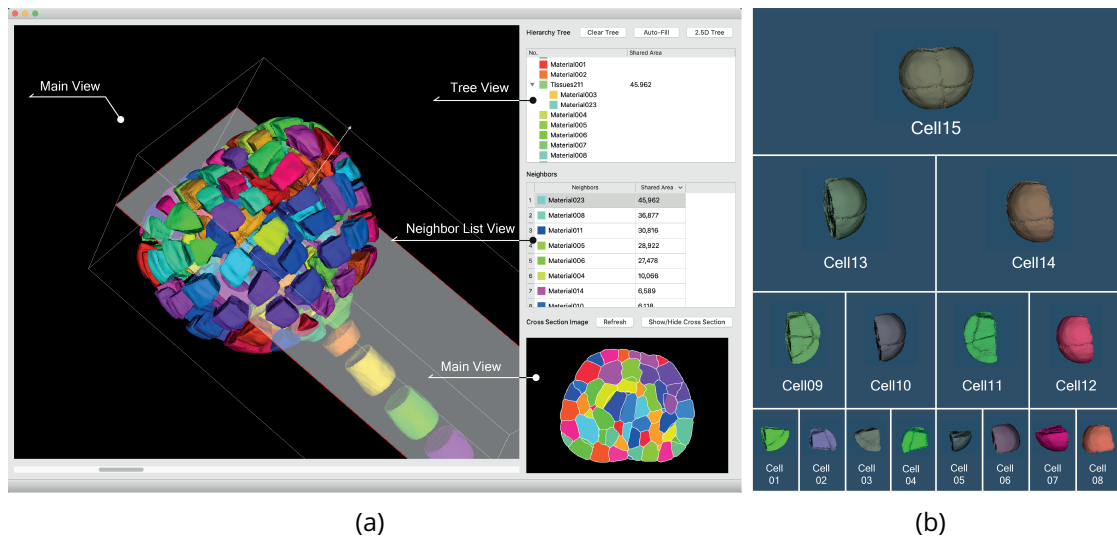 Main View
Tree View
Neighbor List View
Main View
Hierarchy Tree Clear Tree Auto-Fill 2.5D Tree
No. Shared Area
Material001
Material002
Tissues211 45.962
Material003
Material023
Material004
Material005
Material006
Material007
Material008
Neighbors
Neighbors Shared Area
1 Material023 45,962
2 Material008 36,877
3 Material011 30,816
4 Material005 28,922
5 Material006 27,478
6 Material004 10,066
7 Material014 6,589
8 Material010 6,118
Cross Section Image Refresh Show/Hide Cross Section
(a)
Cell15
Cell13 Cell14
Cell09 Cell10 Cell11 Cell12
Cell Cell Cell Cell Cell Cell Cell Cell
01 02 03 04 05 06 07 08
(b)